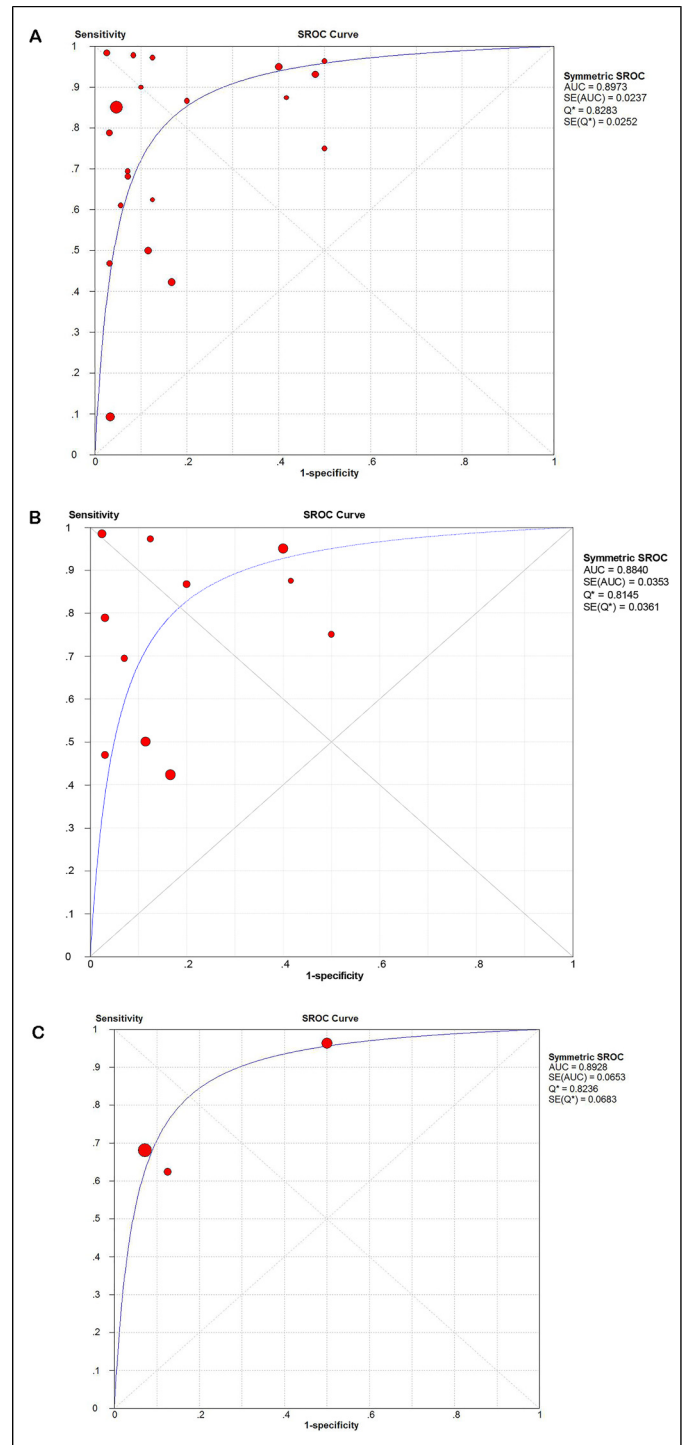 A
Sensitivity
SROC Curve
1
.9
.8
.7
.6
.5
.4
.3
.2
.1
0
0
.2
.4
.6
.8
1
1-specificity
Symmetric SROC
AUC = 0.8973
SE(AUC) = 0.0237
Q* = 0.8283
SE(Q*) = 0.0252
B
Sensitivity
SROC Curve
1
.9
.8
.7
.6
.5
.4
.3
.2
.1
0
0
.2
.4
.6
.8
1
1-specificity
Symmetric SROC
AUC = 0.8840
SE(AUC) = 0.0353
Q* = 0.8145
SE(Q*) = 0.0361
C
Sensitivity
SROC Curve
1
.9
.8
.7
.6
.5
.4
.3
.2
.1
0
0
.2
.4
.6
.8
1
1-specificity
Symmetric SROC
AUC = 0.8928
SE(AUC) = 0.0653
Q* = 0.8236
SE(Q*) = 0.0683